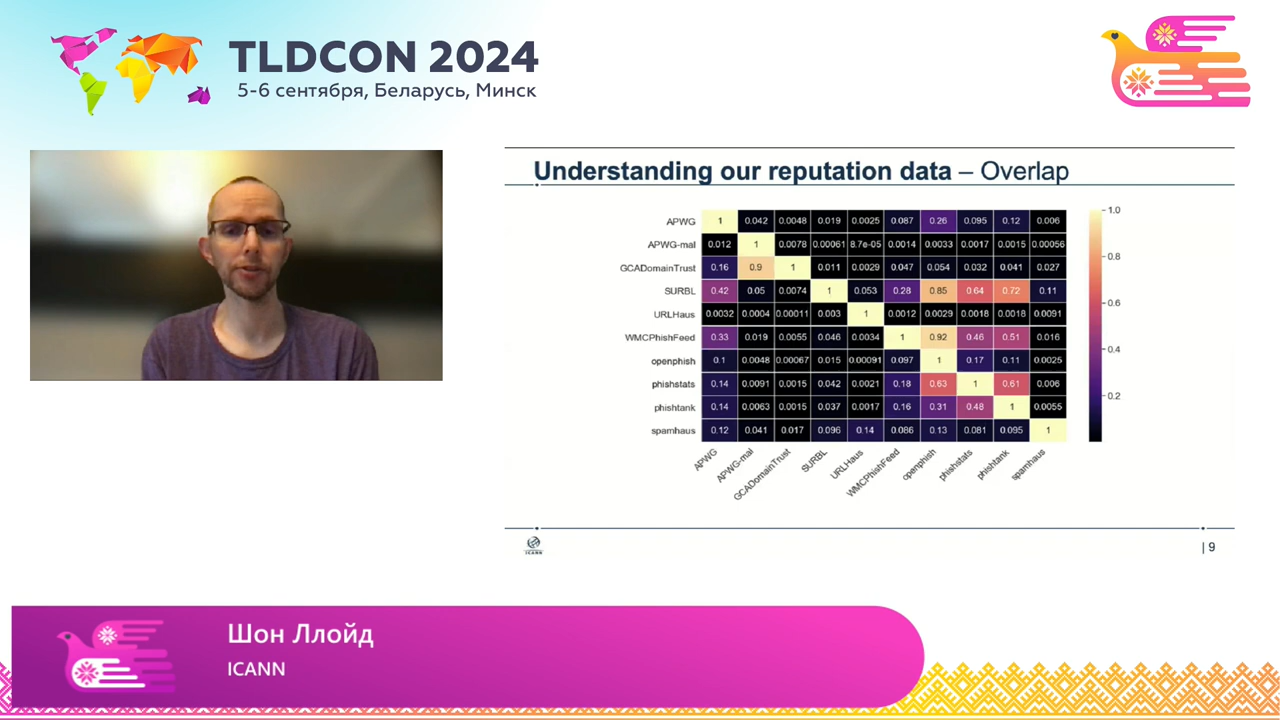 TLDCON 2024
5-6 сентября, Беларусь, Минск
Understanding our reputation data – Overlap
APWG 1 0.042 0.0048 0.019 0.0025 0.087 0.26 0.095 0.12 0.006
APWG-mal 0.012 1 0.0078 0.00061 8.7e-05 0.0014 0.0033 0.0017 0.0015 0.00056
GCADomainTrust 0.16 0.9 1 0.011 0.0029 0.047 0.054 0.032 0.041 0.027
SURBL 0.42 0.05 0.0074 1 0.053 0.28 0.85 0.64 0.72 0.11
URLHaus 0.0032 0.0004 0.00011 0.003 1 0.0012 0.0029 0.0018 0.0018 0.0091
WMCPhishFeed 0.33 0.019 0.0055 0.046 0.0034 1 0.92 0.46 0.51 0.016
openphish 0.1 0.0048 0.00067 0.015 0.00091 0.097 1 0.17 0.11 0.0025
phishstats 0.14 0.0091 0.0015 0.042 0.0021 0.18 0.63 1 0.61 0.006
phishtank 0.14 0.0063 0.0015 0.037 0.0017 0.16 0.31 0.48 1 0.0055
spamhaus 0.12 0.041 0.017 0.096 0.14 0.086 0.13 0.081 0.095 1
APWG APWG-mal GCADomainTrust SURBL URLHaus WMCPhishFeed openphish phishstats phishtank spamhaus
1.0
0.8
0.6
0.4
0.2
ICANN
| 9
Шон Ллойд
ICANN